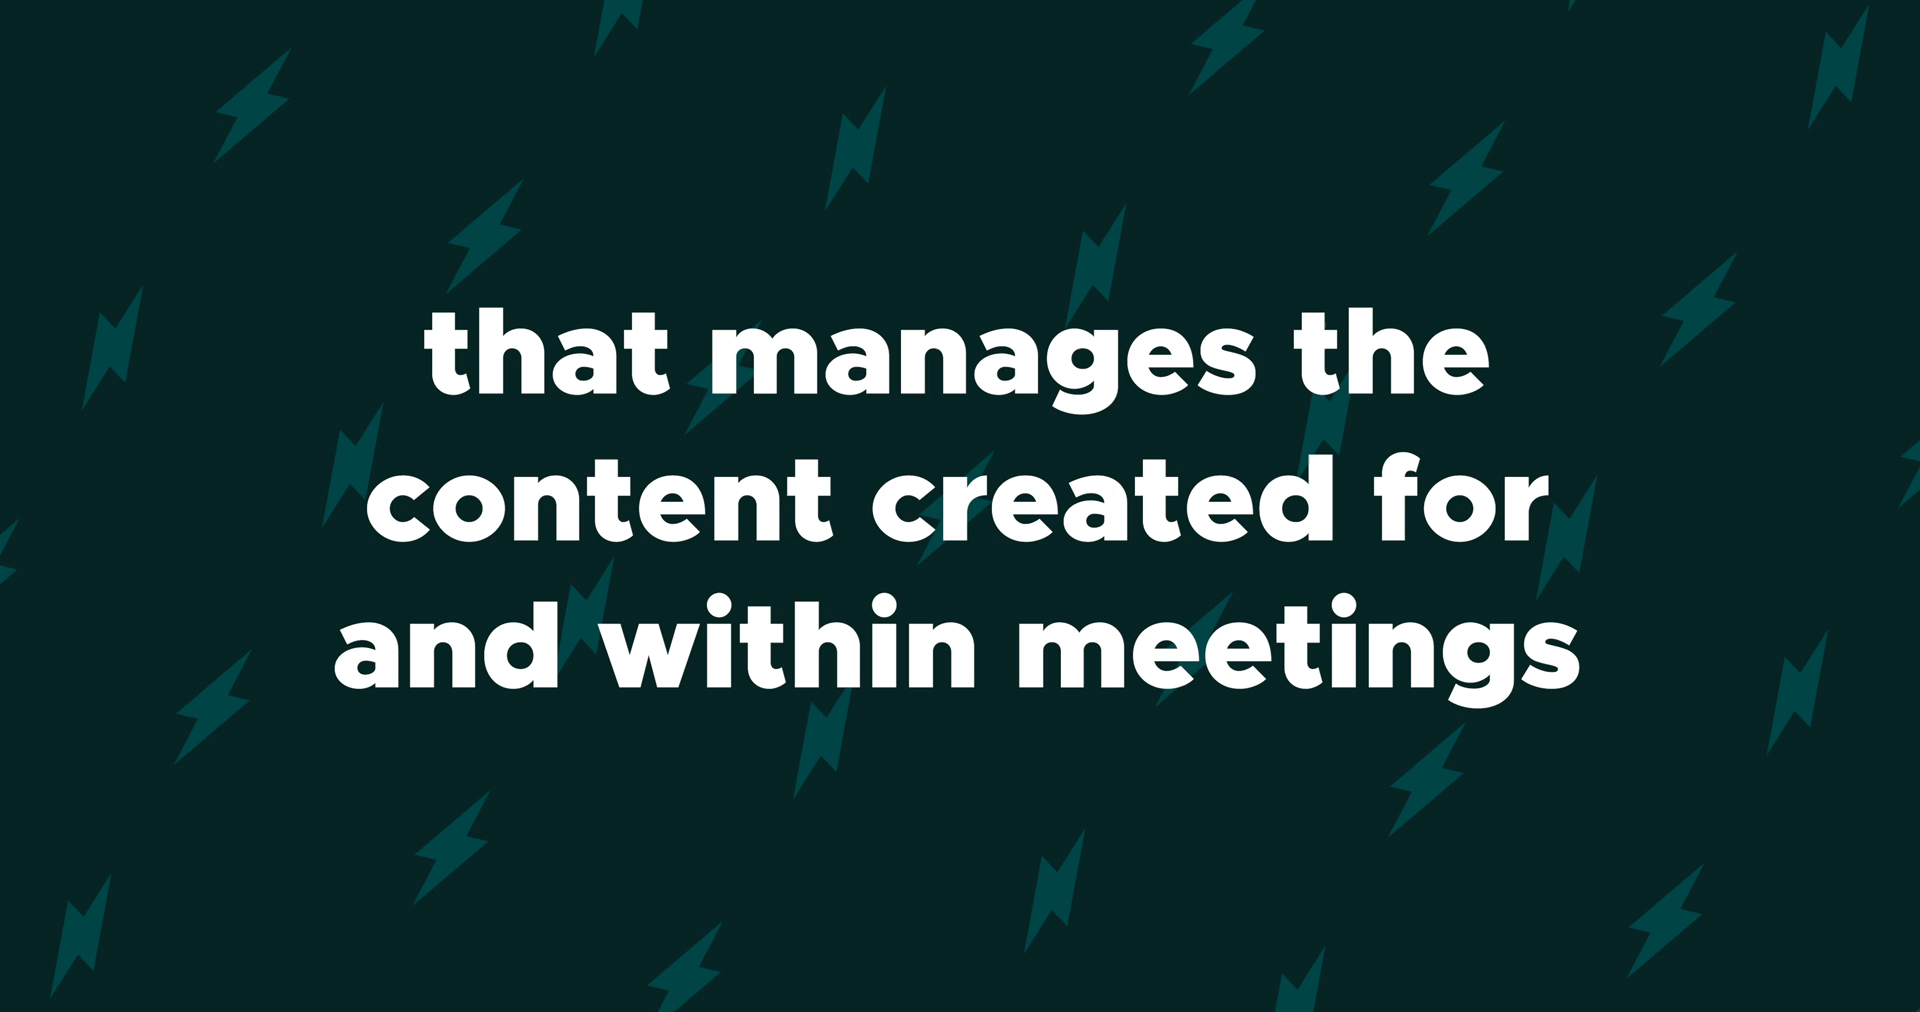 that manages the
content created for
and within meetings